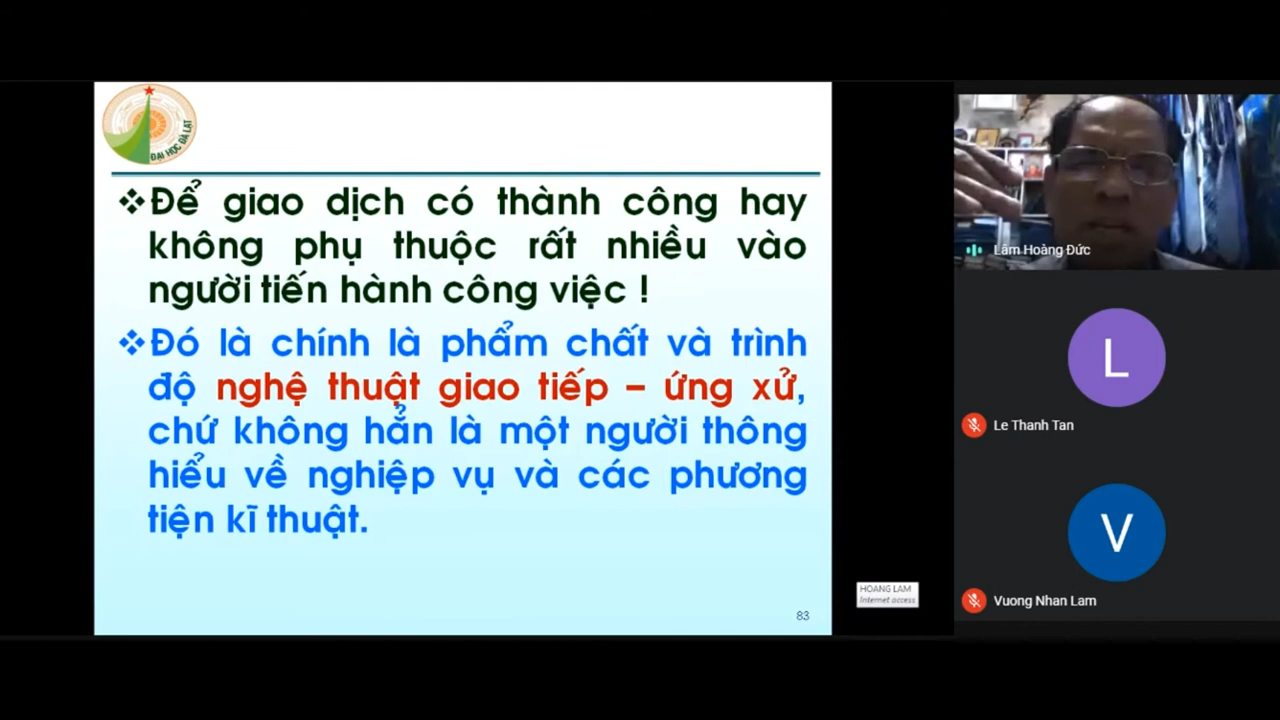 ĐẠI HỌC ĐÀ LẠT
❖Để giao dịch có thành công hay
không phụ thuộc rất nhiều vào
người tiến hành công việc !
❖Đó là chính là phẩm chất và trình
độ nghệ thuật giao tiếp – ứng xử,
chứ không hẳn là một người thông
hiểu về nghiệp vụ và các phương
tiện kĩ thuật.
83
HOANG LAM
Internet access
Lâm Hoàng Đức
L
Le Thanh Tan
V
Vuong Nhan Lam